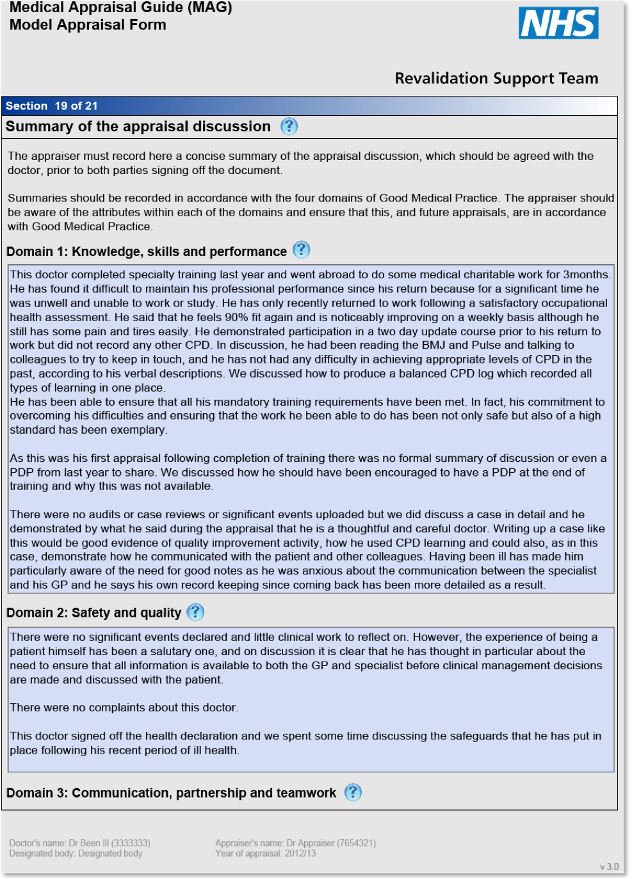 Medical Appraisal Guide (MAG)
Model Appraisal Form
NHS
Revalidation Support Team
Section 19 of 21
Summary of the appraisal discussion ?
The appraiser must record here a concise summary of the appraisal discussion, which should be agreed with the
doctor, prior to both parties signing off the document.
Summaries should be recorded in accordance with the four domains of Good Medical Practice. The appraiser should
be aware of the attributes within each of the domains and ensure that this, and future appraisals, are in accordance
with Good Medical Practice.
Domain 1: Knowledge, skills and performance ?
This doctor completed specialty training last year and went abroad to do some medical charitable work for 3months.
He has found it difficult to maintain his professional performance since his return because for a significant time he
was unwell and unable to work or study. He has only recently returned to work following a satisfactory occupational
health assessment. He said that he feels 90% fit again and is noticeably improving on a weekly basis although he
still has some pain and tires easily. He demonstrated participation in a two day update course prior to his return to
work but did not record any other CPD. In discussion, he had been reading the BMJ and Pulse and talking to
colleagues to try to keep in touch, and he has not had any difficulty in achieving appropriate levels of CPD in the
past, according to his verbal descriptions. We discussed how to produce a balanced CPD log which recorded all
types of learning in one place.
He has been able to ensure that all his mandatory training requirements have been met. In fact, his commitment to
overcoming his difficulties and ensuring that the work he been able to do has been not only safe but also of a high
standard has been exemplary.
As this was his first appraisal following completion of training there was no formal summary of discussion or even a
PDP from last year to share. We discussed how he should have been encouraged to have a PDP at the end of
training and why this was not available.
There were no audits or case reviews or significant events uploaded but we did discuss a case in detail and he
demonstrated by what he said during the appraisal that he is a thoughtful and careful doctor. Writing up a case like
this would be good evidence of quality improvement activity, how he used CPD learning and could also, as in this
case, demonstrate how he communicated with the patient and other colleagues. Having been ill has made him
particularly aware of the need for good notes as he was anxious about the communication between the specialist
and his GP and he says his own record keeping since coming back has been more detailed as a result.
Domain 2: Safety and quality ?
There were no significant events declared and little clinical work to reflect on. However, the experience of being a
patient himself has been a salutary one, and on discussion it is clear that he has thought in particular about the
need to ensure that all information is available to both the GP and specialist before clinical management decisions
are made and discussed with the patient.
There were no complaints about this doctor.
This doctor signed off the health declaration and we spent some time discussing the safeguards that he has put in
place following his recent period of ill health.
Domain 3: Communication, partnership and teamwork ?
Doctor's name: Dr Been Ill (3333333)
Appraiser's name: Dr Appraiser (7654321)
Designated body: Designated body
Year of appraisal: 2012/13
v 3.0